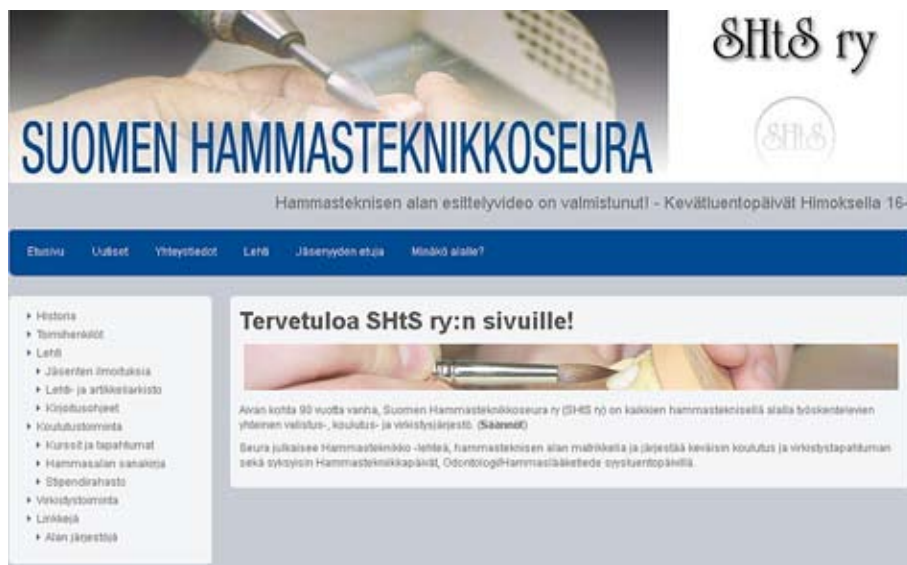 SHtS ry
SHtS
SUOMEN HAMMASTEKNIKKOSEURA
Hammasteknisen alan esittelyvideo on valmistunut! - Kevätluentopäivät Himoksella 16-
Etusivu Uutiset Yhteystiedot Lehti Jäsenyyden etuja Minäkö alalle?
Historia
Toimihenkilöt
Lehti
Jäsenten ilmoituksia
Lehti- ja artikkeliarkisto
Kirjoitusohjeet
Koulutustoiminta
Kurssit ja tapahtumat
Hammasalan sanakirja
Stipendirahasto
Virkistystoiminta
Linkkejä
Alan järjestöjä
Tervetuloa SHtS ry:n sivuille!
Aivan kohta 90 vuotta vanha, Suomen Hammasteknikkoseura ry (SHtS ry) on kaikkien hammasteknisellä alalla työskentelevien
yhteinen valistus-, koulutus- ja virkistysjärjestö. (Säännöt)
Seura julkaisee Hammasteknikko -lehteä, hammasteknisen alan matrikkelia ja järjestää keväisin koulutus ja virkistystapahtuman
sekä syksyisin Hammastekniikkapäivät, Odontologi/Hammaslääketiede syysluentopäivillä.